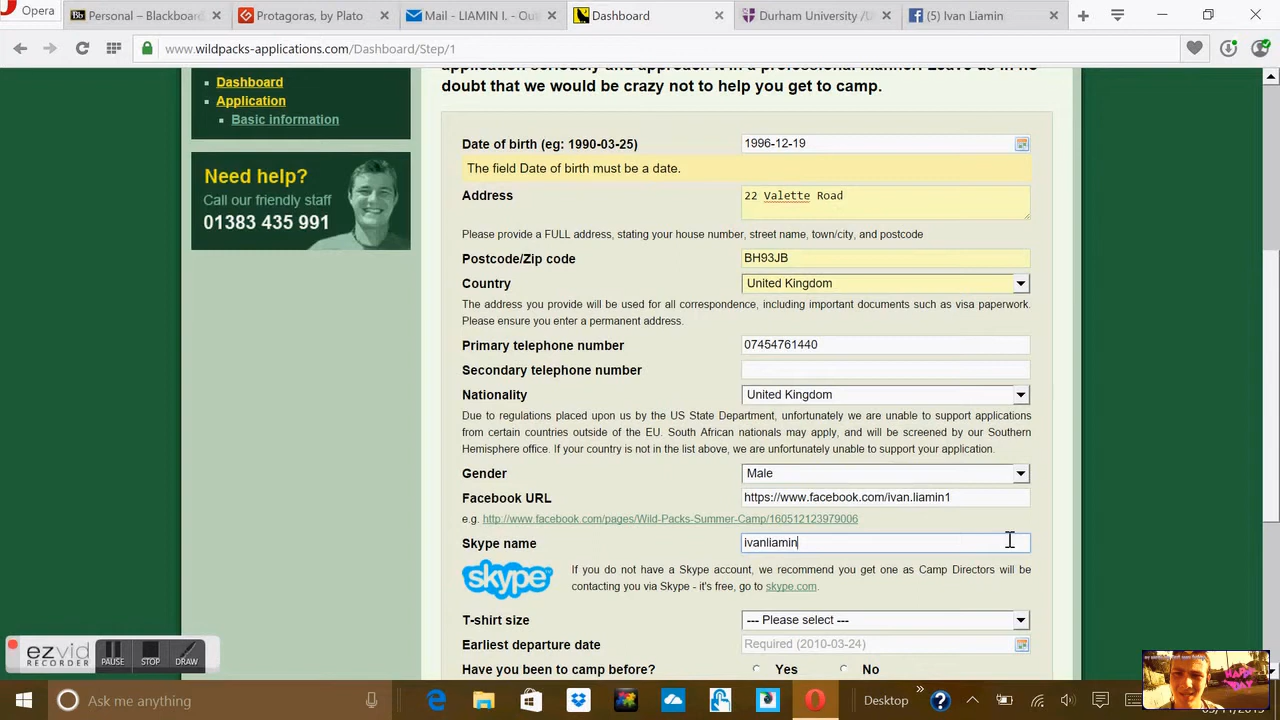 Opera
Personal – Blackboard
Protagoras, by Plato
Mail - LIAMIN I. - Out
Dashboard
Durham University / L
(5) Ivan Liamin
www.wildpacks-applications.com/Dashboard/Step/1
doubt that we would be crazy not to help you get to camp.
Dashboard
Application
Basic information
Need help?
Call our friendly staff
01383 435 991
Date of birth (eg: 1990-03-25) 1996-12-19
The field Date of birth must be a date.
Address 22 Valette Road
Please provide a FULL address, stating your house number, street name, town/city, and postcode
Postcode/Zip code BH93JB
Country United Kingdom
The address you provide will be used for all correspondence, including important documents such as visa paperwork.
Please ensure you enter a permanent address.
Primary telephone number 07454761440
Secondary telephone number
Nationality United Kingdom
Due to regulations placed upon us by the US State Department, unfortunately we are unable to support applications
from certain countries outside of the EU. South African nationals may apply, and will be screened by our Southern
Hemisphere office. If your country is not in the list above, we are unfortunately unable to support your application.
Gender Male
Facebook URL https://www.facebook.com/ivan.liamin1
e.g. http://www.facebook.com/pages/Wild-Packs-Summer-Camp/160512123979006
Skype name ivanliamin
skype
If you do not have a Skype account, we recommend you get one as Camp Directors will be
contacting you via Skype - it's free, go to skype.com.
T-shirt size --- Please select ---
Earliest departure date Required (2010-03-24)
Have you been to camp before? Yes No
ezvid
RECORDER
PAUSE
STOP
DRAW
Ask me anything
Desktop
HAPPY
DAY